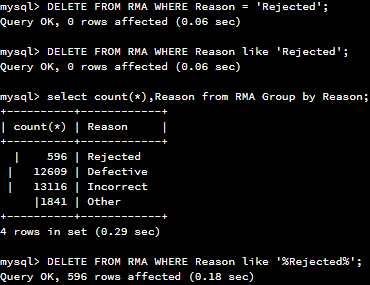 mysql> DELETE FROM RMA WHERE Reason = 'Rejected';
Query OK, 0 rows affected (0.06 sec)
mysql> DELETE FROM RMA WHERE Reason like 'Rejected';
Query OK, 0 rows affected (0.06 sec)
mysql> select count(*),Reason from RMA Group by Reason;
+----------+-----------+
| count(*) | Reason    |
+----------+-----------+
 |     596 | Rejected
|    12609 | Defective
|    13116 | Incorrect
    |1841 | Other
+----------+-----------+
4 rows in set (0.29 sec)
mysql> DELETE FROM RMA WHERE Reason like '%Rejected%';
Query OK, 596 rows affected (0.18 sec)